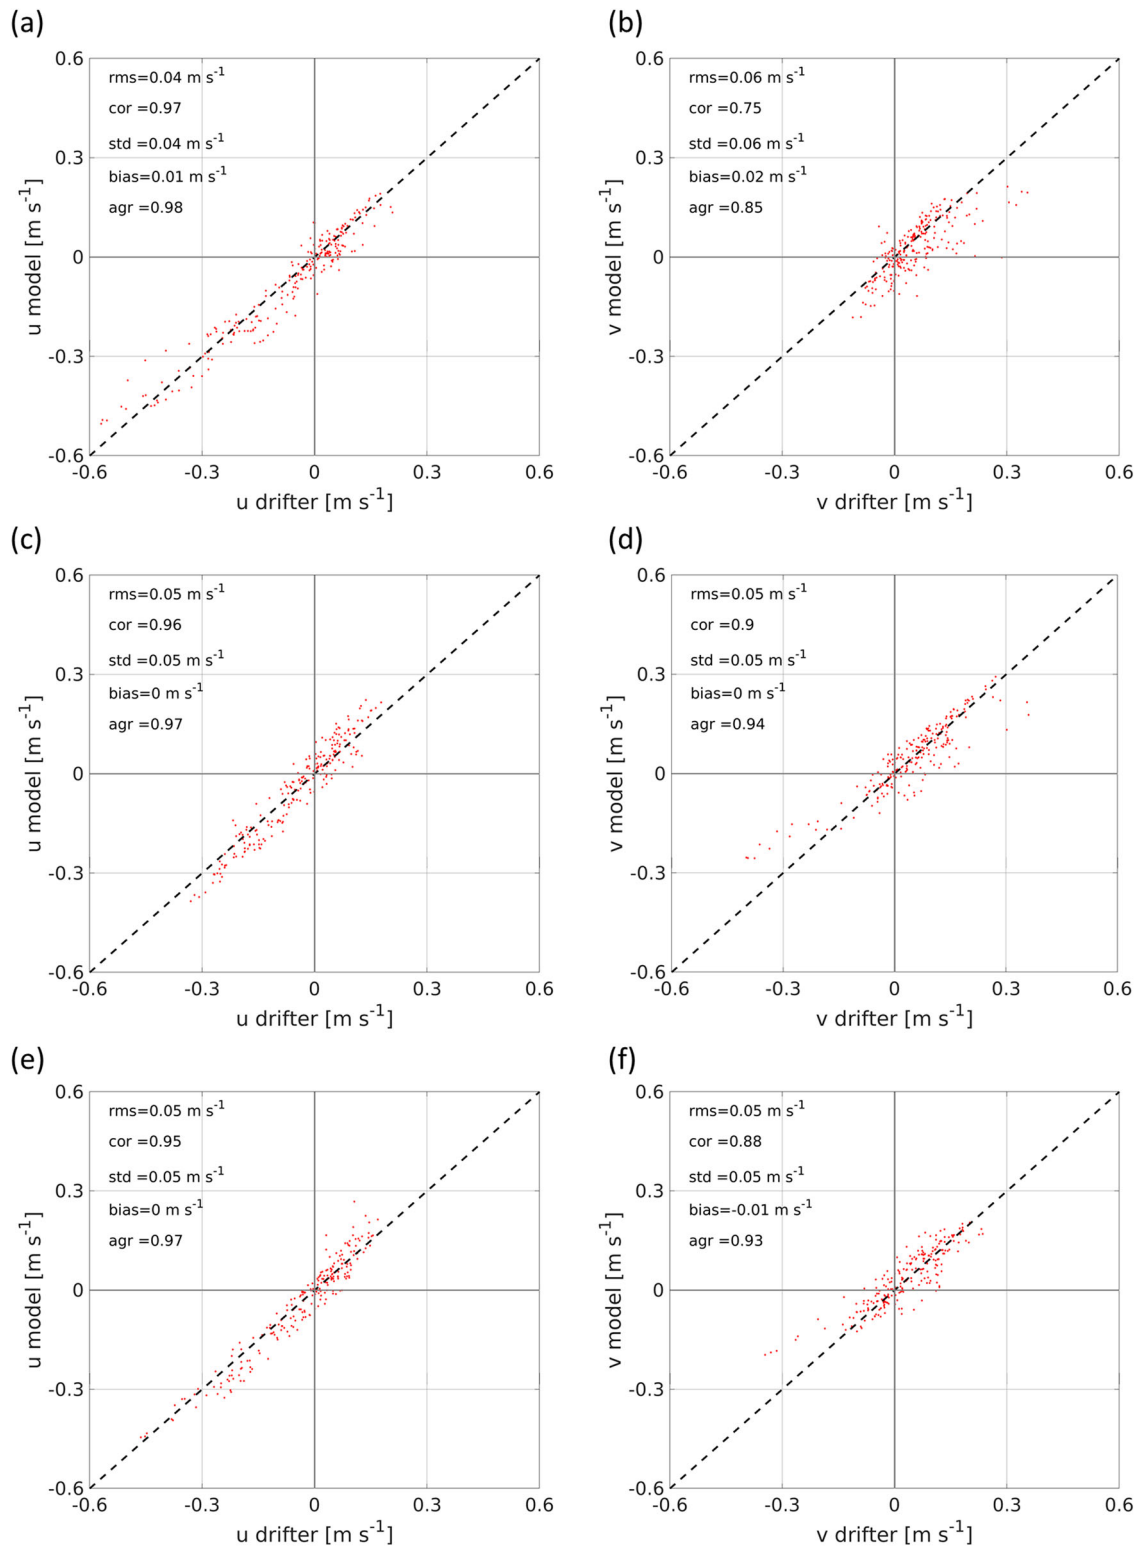 (a)
(b)
0.6
rms=0.04 m s⁻¹
cor =0.97
std =0.04 m s⁻¹
0.3
bias=0.01 m s⁻¹
agr =0.98
u model [m s⁻¹]
0
-0.3
-0.6
-0.6 -0.3 0 0.3 0.6
u drifter [m s⁻¹]
0.6
rms=0.06 m s⁻¹
cor =0.75
std =0.06 m s⁻¹
0.3
bias=0.02 m s⁻¹
agr =0.85
v model [m s⁻¹]
0
-0.3
-0.6
-0.6 -0.3 0 0.3 0.6
v drifter [m s⁻¹]
(c)
(d)
0.6
rms=0.05 m s⁻¹
cor =0.96
std =0.05 m s⁻¹
0.3
bias=0 m s⁻¹
agr =0.97
u model [m s⁻¹]
0
-0.3
-0.6
-0.6 -0.3 0 0.3 0.6
u drifter [m s⁻¹]
0.6
rms=0.05 m s⁻¹
cor =0.9
std =0.05 m s⁻¹
0.3
bias=0 m s⁻¹
agr =0.94
v model [m s⁻¹]
0
-0.3
-0.6
-0.6 -0.3 0 0.3 0.6
v drifter [m s⁻¹]
(e)
(f)
0.6
rms=0.05 m s⁻¹
cor =0.95
std =0.05 m s⁻¹
0.3
bias=0 m s⁻¹
agr =0.97
u model [m s⁻¹]
0
-0.3
-0.6
-0.6 -0.3 0 0.3 0.6
u drifter [m s⁻¹]
0.6
rms=0.05 m s⁻¹
cor =0.88
std =0.05 m s⁻¹
0.3
bias=-0.01 m s⁻¹
agr =0.93
v model [m s⁻¹]
0
-0.3
-0.6
-0.6 -0.3 0 0.3 0.6
v drifter [m s⁻¹]